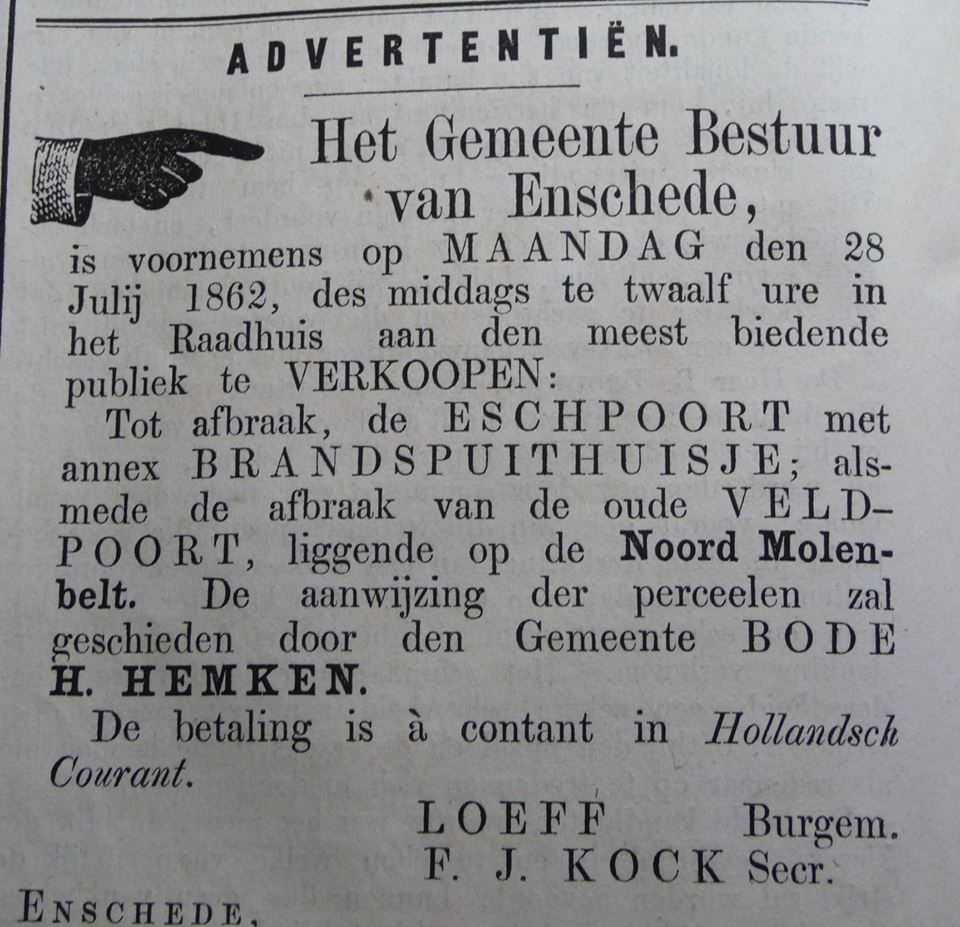 ADVERTENTIËN.
Het Gemeente Bestuur
van Enschede,
is voornemens op MAANDAG den 28
Julij 1862, des middags te twaalf ure in
het Raadhuis aan den meest biedende
publiek te VERKOOPEN:
Tot afbraak, de ESCHPOORT met
annex BRANDSPUITHUISJE; als-
mede de afbraak van de oude VELD-
POORT, liggende op de Noord Molen-
belt. De aanwijzing der perceelen zal
geschieden door den Gemeente BODE
H. HEMKEN.
De betaling is à contant in Hollandsch
Courant.
LOEFF Burgem.
F. J. KOCK Secr.
ENSCHEDE,